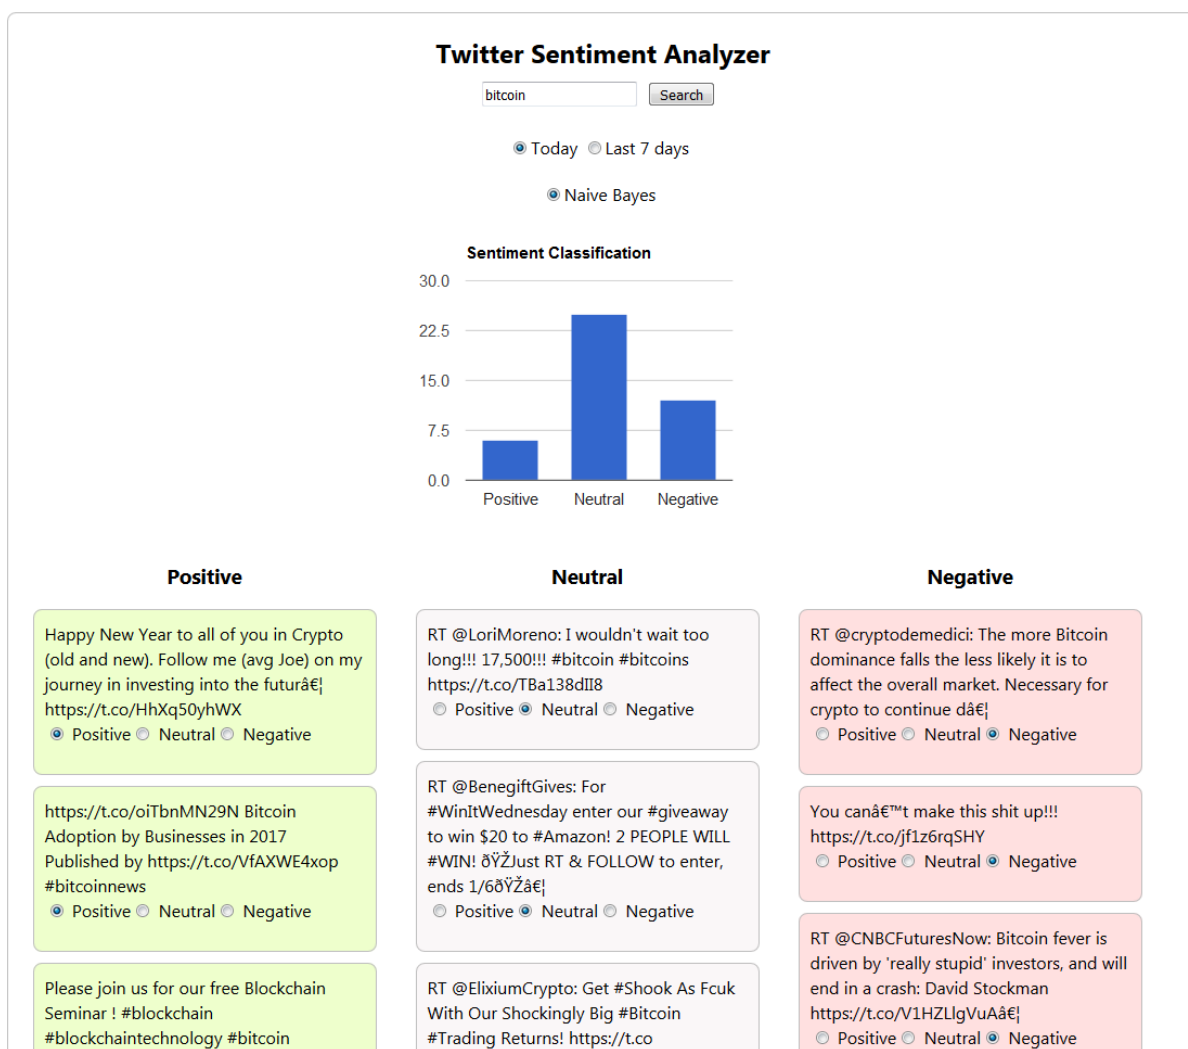 Twitter Sentiment Analyzer
bitcoin Search
Today Last 7 days
Naive Bayes
Sentiment Classification
30.0
22.5
15.0
7.5
0.0
Positive Neutral Negative
Positive
Happy New Year to all of you in Crypto
(old and new). Follow me (avg Joe) on my
journey in investing into the futurâ€¦
https://t.co/HhXq50yhWX
Positive Neutral Negative
https://t.co/oiTbnMN29N Bitcoin
Adoption by Businesses in 2017
Published by https://t.co/VfAXWE4xop
#bitcoinnews
Positive Neutral Negative
Please join us for our free Blockchain
Seminar ! #blockchain
#blockchaintechnology #bitcoin
Neutral
RT @LoriMoreno: I wouldn't wait too
long!!! 17,500!!! #bitcoin #bitcoins
https://t.co/TBa138dII8
Positive Neutral Negative
RT @BenegiftGives: For
#WinItWednesday enter our #giveaway
to win $20 to #Amazon! 2 PEOPLE WILL
#WIN! ðŸŽJust RT & FOLLOW to enter,
ends 1/6ðŸŽâ€¦
Positive Neutral Negative
RT @ElixiumCrypto: Get #Shook As Fcuk
With Our Shockingly Big #Bitcoin
#Trading Returns! https://t.co
Negative
RT @cryptodemedici: The more Bitcoin
dominance falls the less likely it is to
affect the overall market. Necessary for
crypto to continue dâ€¦
Positive Neutral Negative
You canâ€™t make this shit up!!!
https://t.co/jf1z6rqSHY
Positive Neutral Negative
RT @CNBCFuturesNow: Bitcoin fever is
driven by 'really stupid' investors, and will
end in a crash: David Stockman
https://t.co/V1HZLlgVuAâ€¦
Positive Neutral Negative